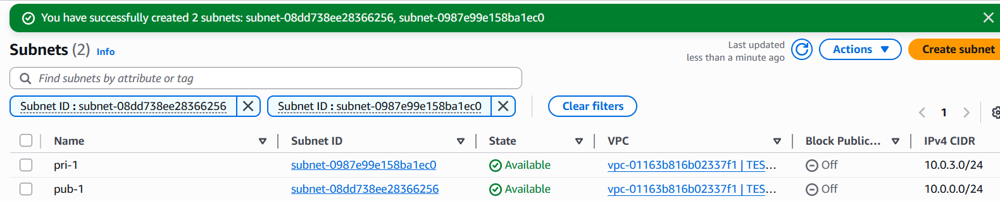 You have successfully created 2 subnets: subnet-08dd738ee28366256, subnet-0987e99e158ba1ec0
Subnets (2) Info
Last updated
less than a minute ago
Actions
Create subnet
Find subnets by attribute or tag
Subnet ID : subnet-08dd738ee28366256
Subnet ID : subnet-0987e99e158ba1ec0
Clear filters
1
Name Subnet ID State VPC Block Public... IPv4 CIDR
pri-1 subnet-0987e99e158ba1ec0 Available vpc-01163b816b02337f1 | TES... Off 10.0.3.0/24
pub-1 subnet-08dd738ee28366256 Available vpc-01163b816b02337f1 | TES... Off 10.0.0.0/24